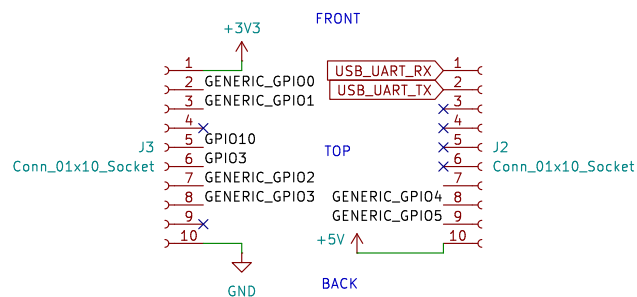 FRONT
+3V3
1
2
3
4
5
6
7
8
9
10
GENERIC_GPIO0
GENERIC_GPIO1
GPIO10
GPIO3
GENERIC_GPIO2
GENERIC_GPIO3
J3
Conn_01x10_Socket
GND
TOP
USB_UART_RX
USB_UART_TX
GENERIC_GPIO4
GENERIC_GPIO5
+5V
1
2
3
4
5
6
7
8
9
10
J2
Conn_01x10_Socket
BACK